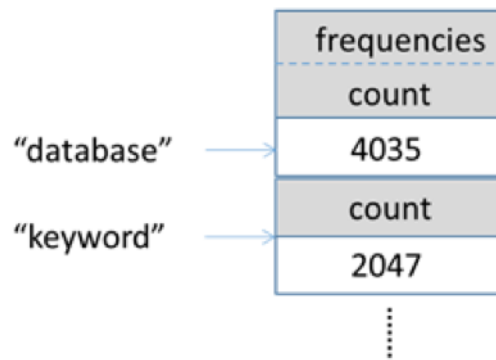 frequencies
count
“database” 4035
count
“keyword”
2047